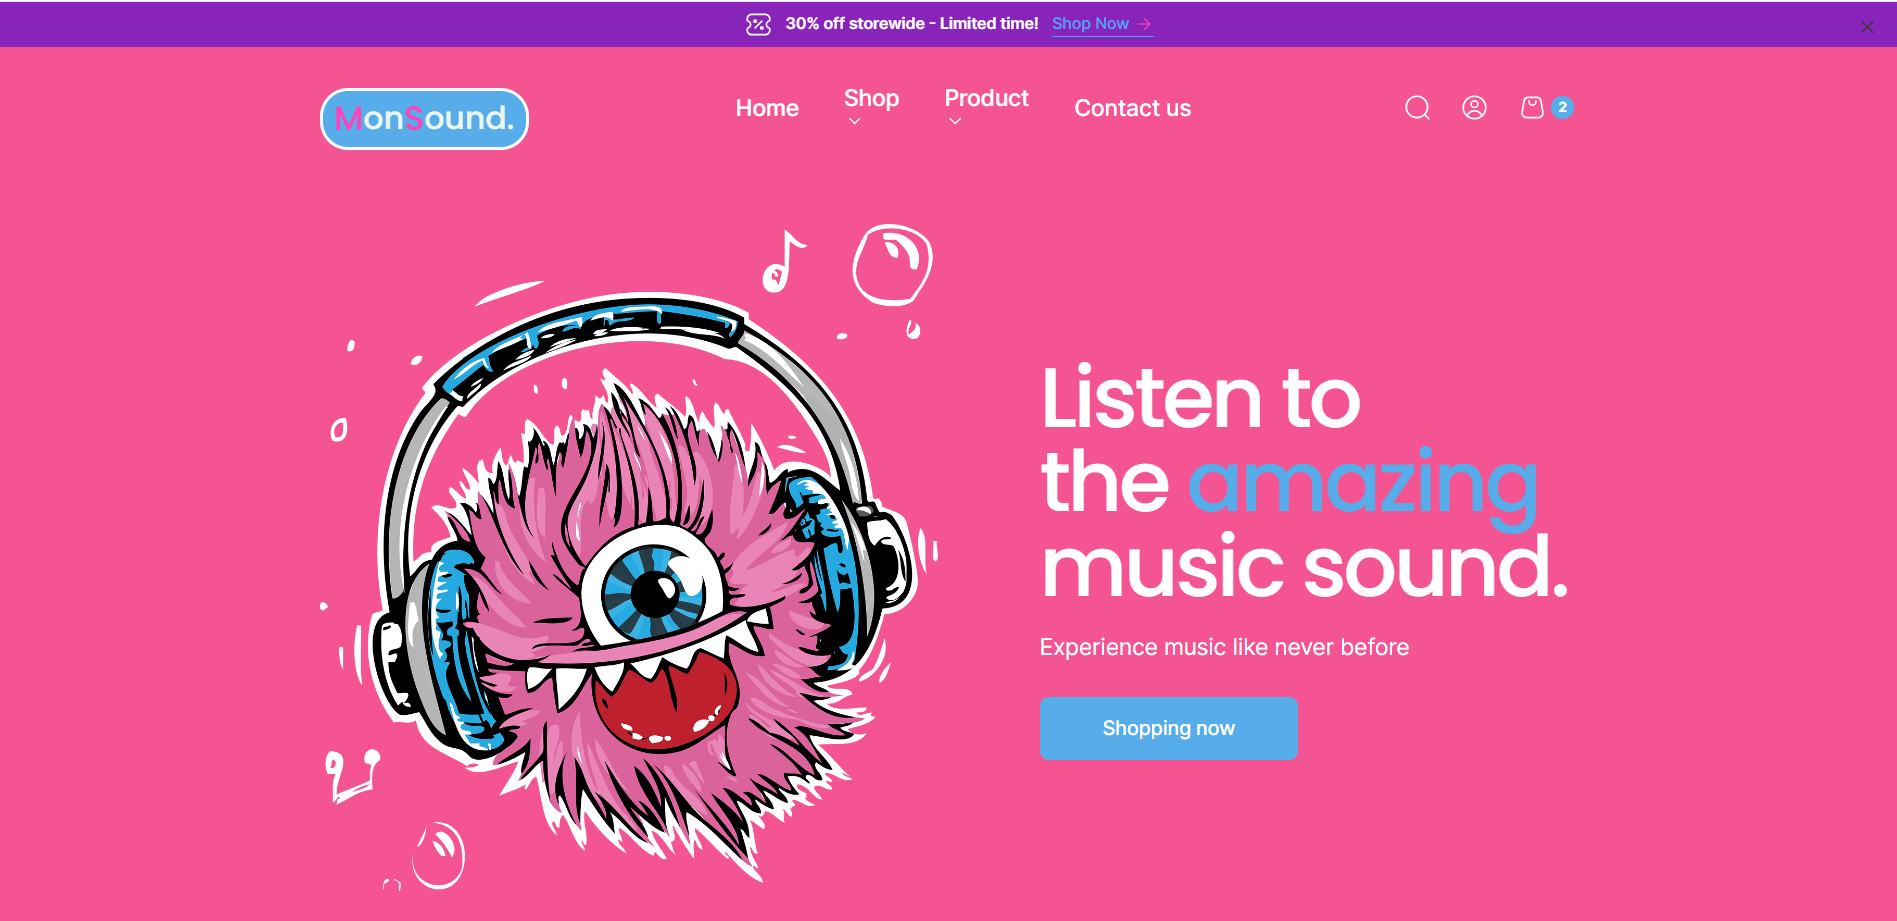 30% off storewide - Limited time! Shop Now →
MonSound.
Home Shop Product Contact us
2
Listen to
the amazing
music sound.
Experience music like never before
Shopping now